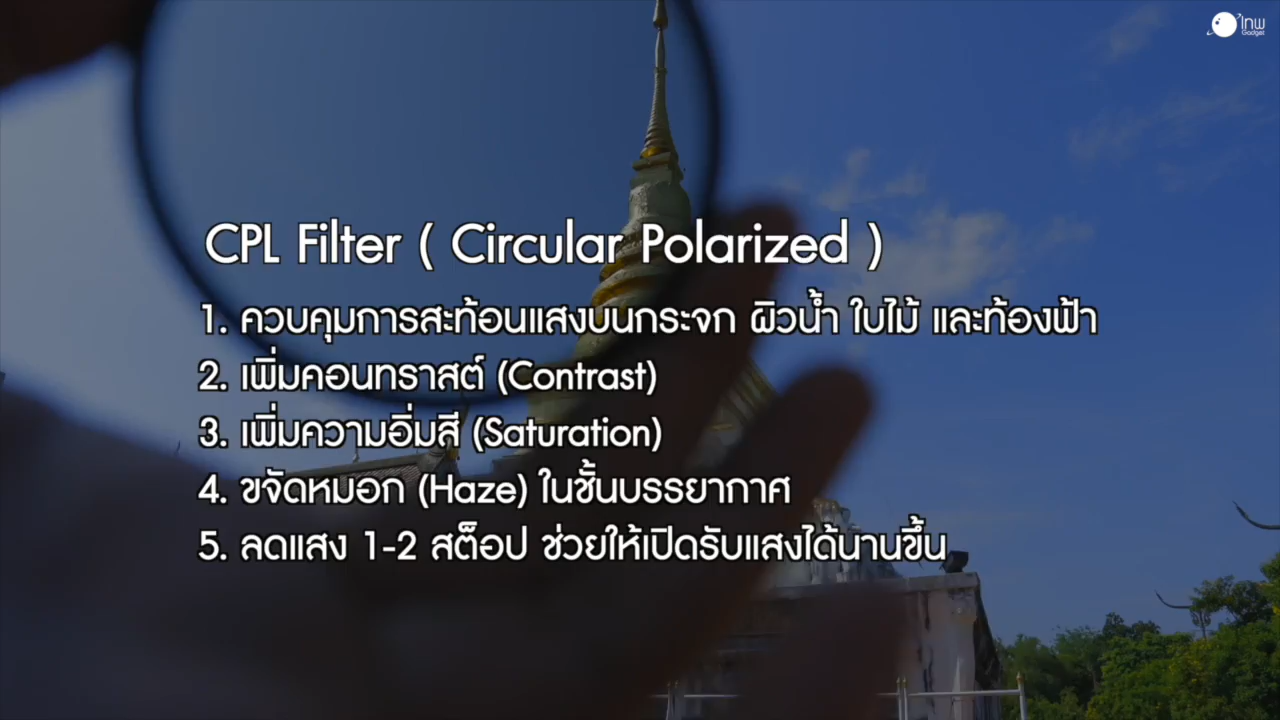 เทพ
Gadget
CPL Filter ( Circular Polarized )
1. ควบคุมการสะท้อนแสงบนกระจก ผิวน้ำ ใบไม้ และท้องฟ้า
2. เพิ่มคอนทราสต์ (Contrast)
3. เพิ่มความอิ่มสี (Saturation)
4. ขจัดหมอก (Haze) ในชั้นบรรยากาศ
5. ลดแสง 1-2 สต็อป ช่วยให้เปิดรับแสงได้นานขึ้น